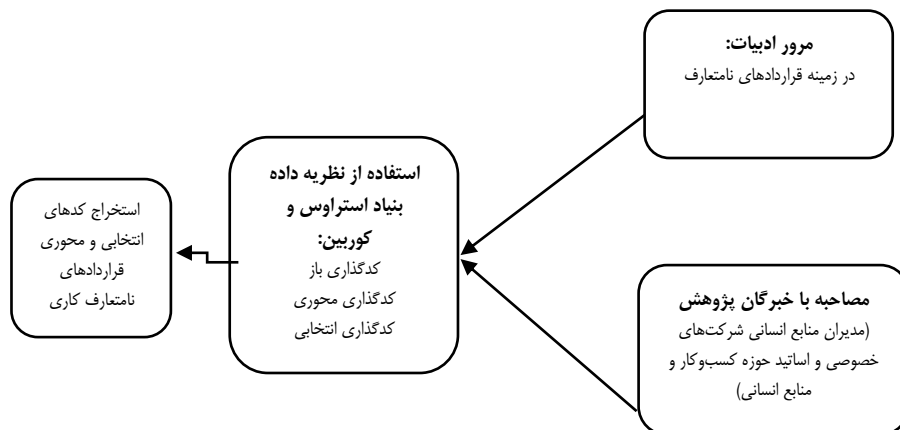 مرور ادبیات:
در زمینه قراردادهای نامتعارف
مصاحبه با خبرگان پژوهش
(مدیران منابع انسانی شرکت‌های
خصوصی و اساتید حوزه کسب‌وکار و
منابع انسانی)
استفاده از نظریه داده
بنیاد استراوس و
کوربین:
کدگذاری باز
کدگذاری محوری
کدگذاری انتخابی
استخراج کدهای
انتخابی و محوری
قراردادهای
نامتعارف کاری